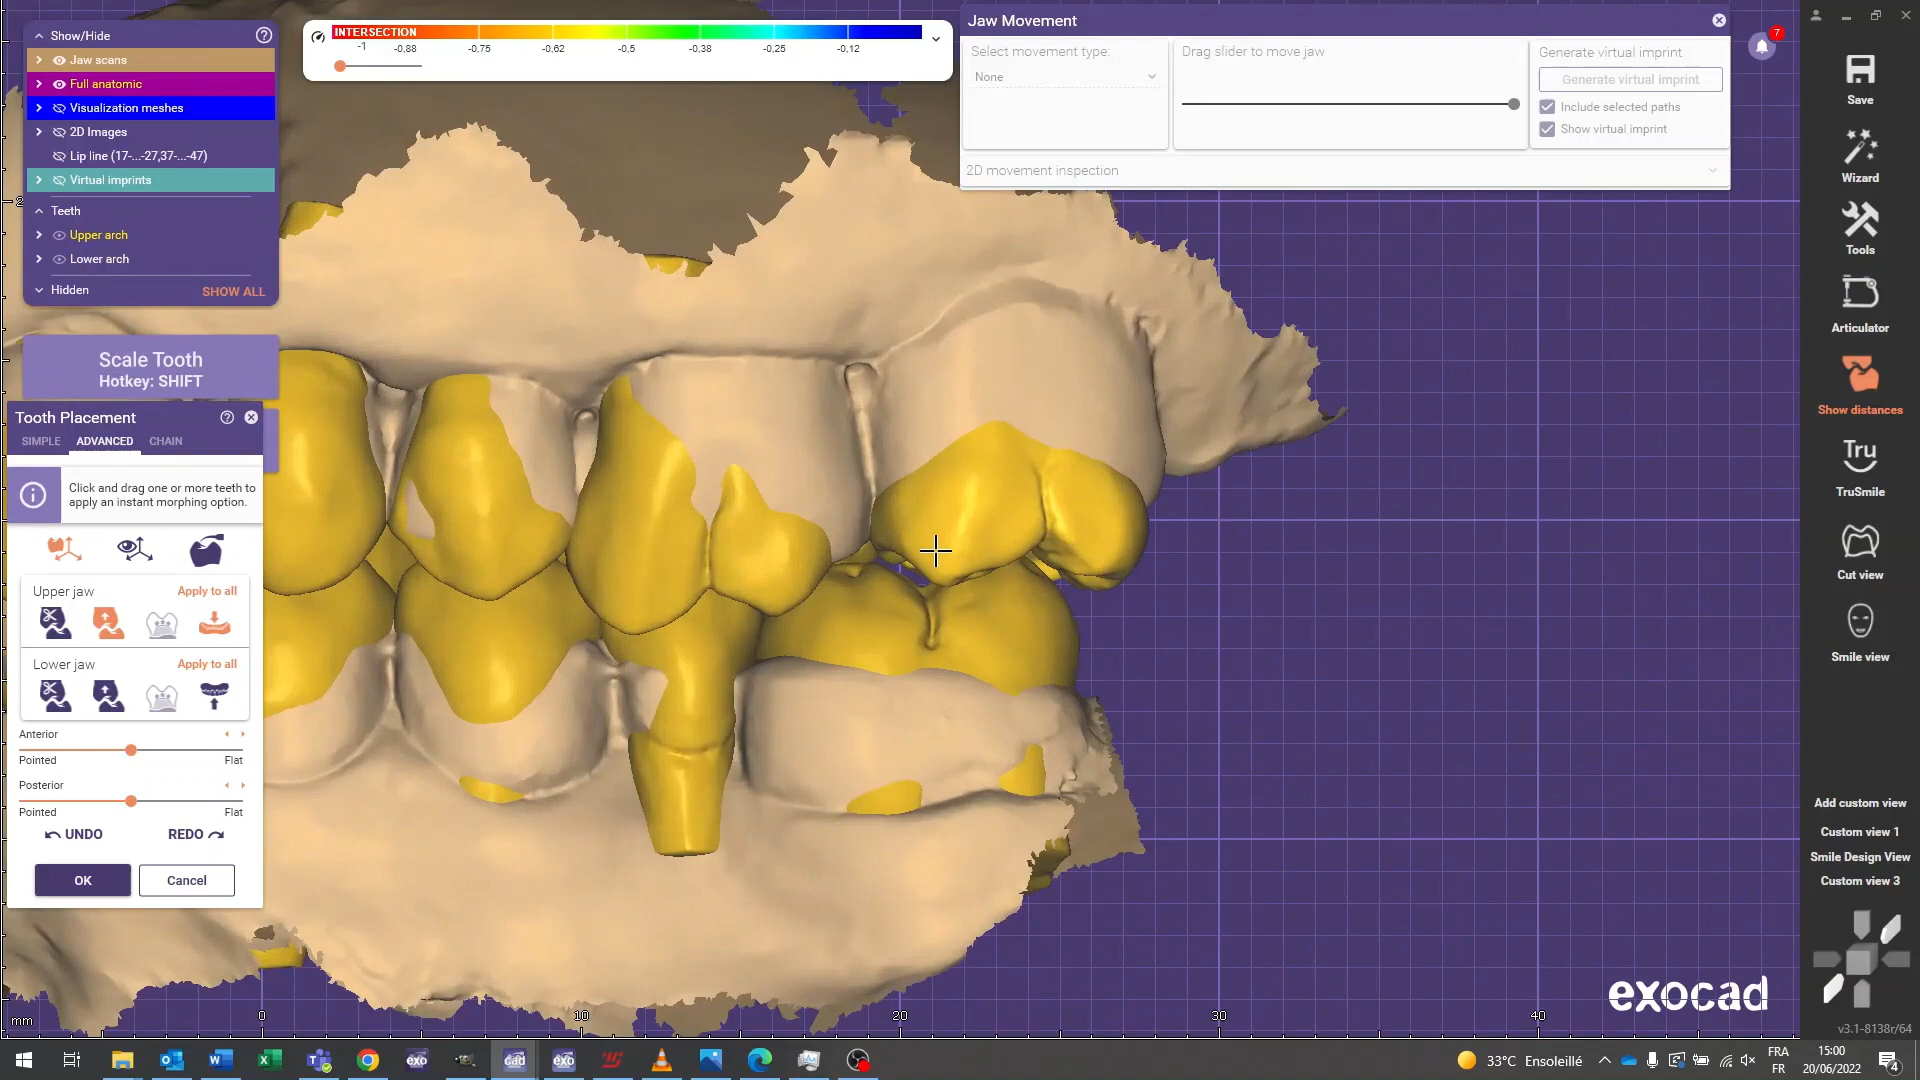 Show/Hide
Jaw scans
Full anatomic
Visualization meshes
2D Images
Lip line (17-...-27,37-...-47)
Virtual imprints
Teeth
Upper arch
Lower arch
Hidden
SHOW ALL
Scale Tooth
Hotkey: SHIFT
Tooth Placement
SIMPLE ADVANCED CHAIN
Click and drag one or more teeth to
apply an instant morphing option.
Upper jaw Apply to all
Lower jaw Apply to all
Anterior
Pointed Flat
Posterior
Pointed Flat
UNDO REDO
OK Cancel
INTERSECTION
-1 -0,88 -0,75 -0,62 -0,5 -0,38 -0,25 -0,12
Jaw Movement
Select movement type:
None
Drag slider to move jaw
Generate virtual imprint
Generate virtual imprint
Include selected paths
Show virtual imprint
2D movement inspection
7
Save
Wizard
Tools
Articulator
Show distances
Tru
TruSmile
Cut view
Smile view
Add custom view
Custom view 1
Smile Design View
Custom view 3
exocad
v3.1-8138r/64
mm 0 10 20 30 40
exo cad exo
33°C Ensoleillé
FRA
FR
15:00
20/06/2022
4